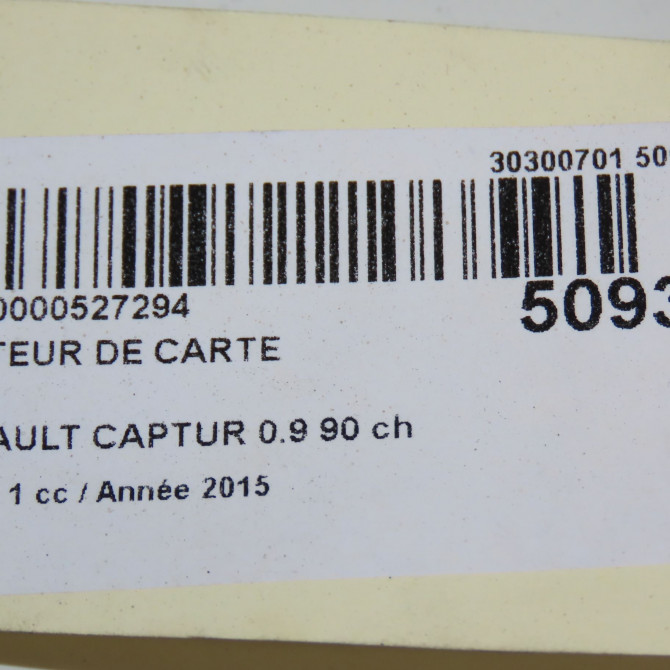 30300701 50
0000527294
5093
TEUR DE CARTE
AULT CAPTUR 0.9 90 ch
1 cc / Année 2015